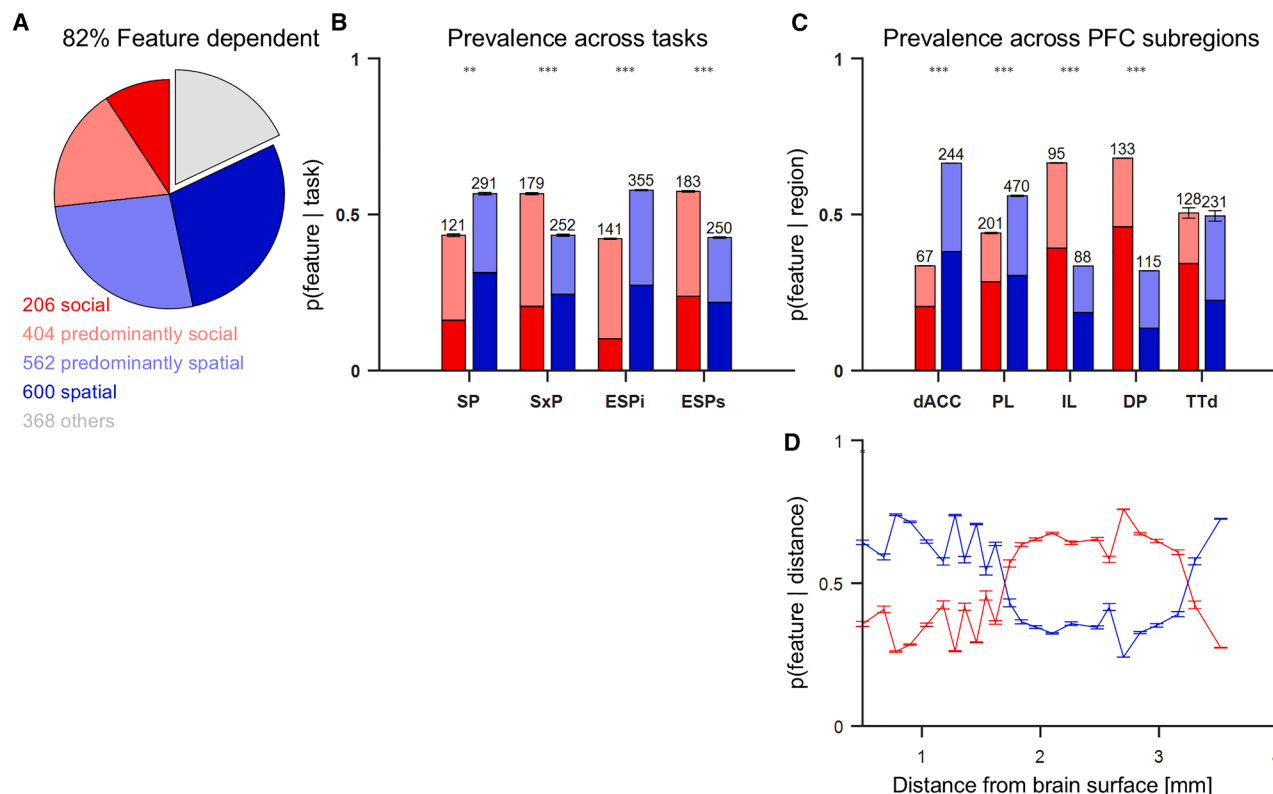 A
82% Feature dependent
206 social
404 predominantly social
562 predominantly spatial
600 spatial
368 others
B
Prevalence across tasks
p(feature | task)
1
0.5
0
** *** *** ***
121 291 179 252 141 355 183 250
SP SxP ESPi ESPs
C
Prevalence across PFC subregions
p(feature | region)
1
0.5
0
*** *** *** ***
67 244 201 470 95 88 133 115 128 231
dACC PL IL DP TTd
D
p(feature | distance)
1
0.5
0
*
1 2 3
Distance from brain surface [mm]